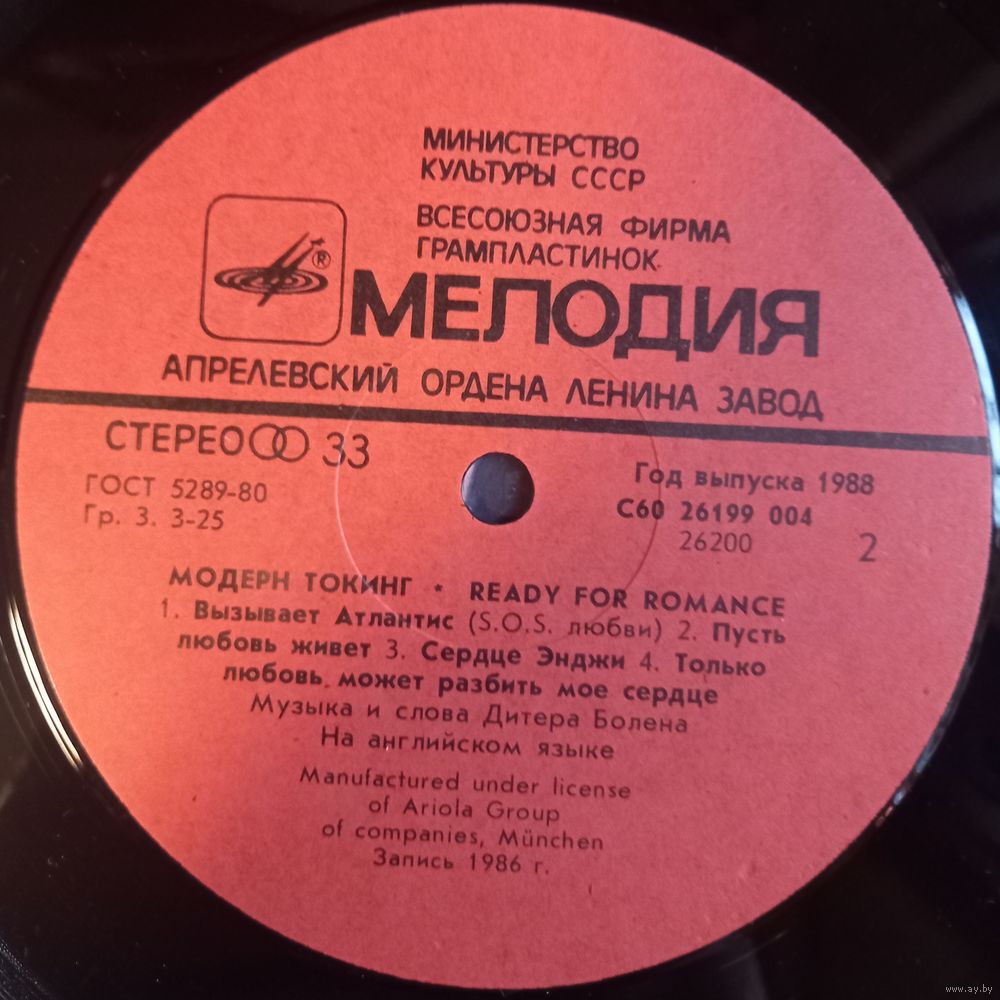 МИНИСТЕРСТВО
КУЛЬТУРЫ СССР
ВСЕСОЮЗНАЯ ФИРМА
ГРАМПЛАСТИНОК
®
МЕЛОДИЯ
АПРЕЛЕВСКИЙ ОРДЕНА ЛЕНИНА ЗАВОД
СТЕРЕО 33
ГОСТ 5289-80
Гр. 3. 3-25
Год выпуска 1988
С60 26199 004
26200
2
МОДЕРН ТОКИНГ * READY FOR ROMANCE
1. Вызывает Атлантис (S.O.S. любви) 2. Пусть
любовь живет 3. Сердце Энджи 4. Только
любовь может разбить мое сердце
Музыка и слова Дитера Болена
На английском языке
Manufactured under license
of Ariola Group
of companies, München
Запись 1986 г.
www.ay.by